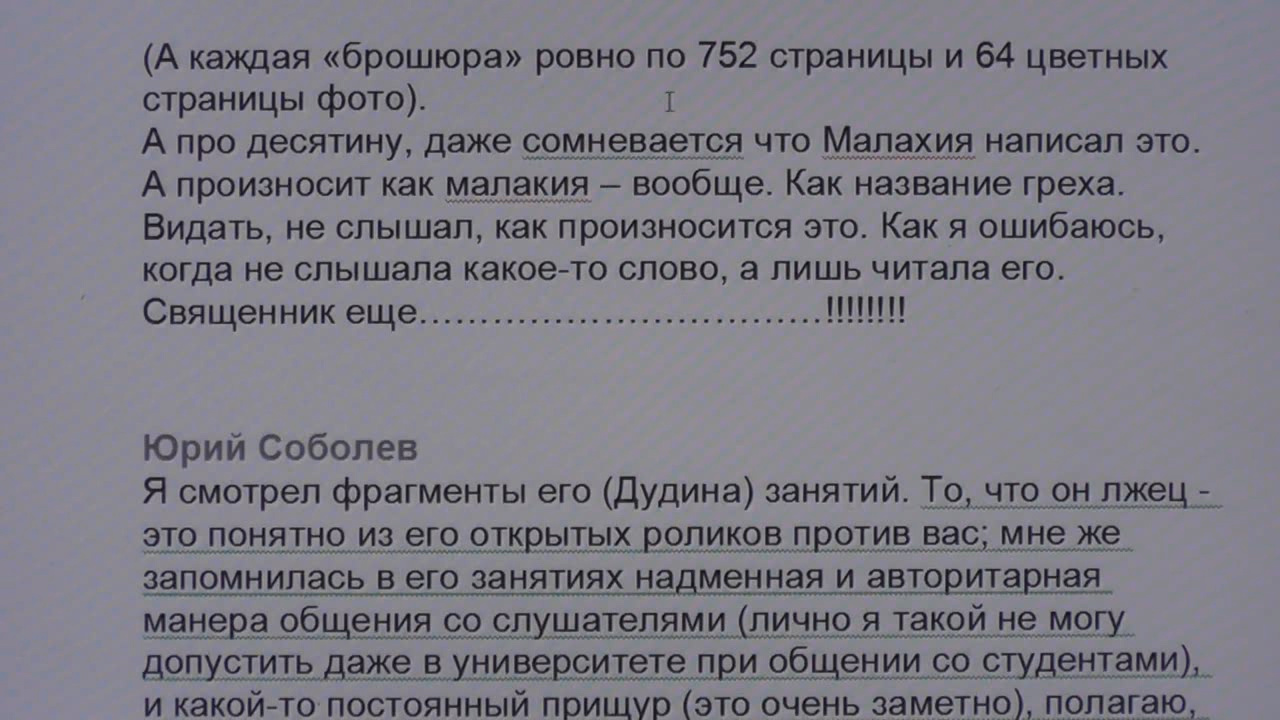 (А каждая «брошюра» ровно по 752 страницы и 64 цветных
страницы фото).
А про десятину, даже сомневается что Малахия написал это.
А произносит как малакия – вообще. Как название греха.
Видать, не слышал, как произносится это. Как я ошибаюсь,
когда не слышала какое-то слово, а лишь читала его.
Священник еще……………………………!!!!!!!!
Юрий Соболев
Я смотрел фрагменты его (Дудина) занятий. То, что он лжец -
это понятно из его открытых роликов против вас; мне же
запомнилась в его занятиях надменная и авторитарная
манера общения со слушателями (лично я такой не могу
допустить даже в университете при общении со студентами),
и какой-то постоянный прищур (это очень заметно), полагаю,